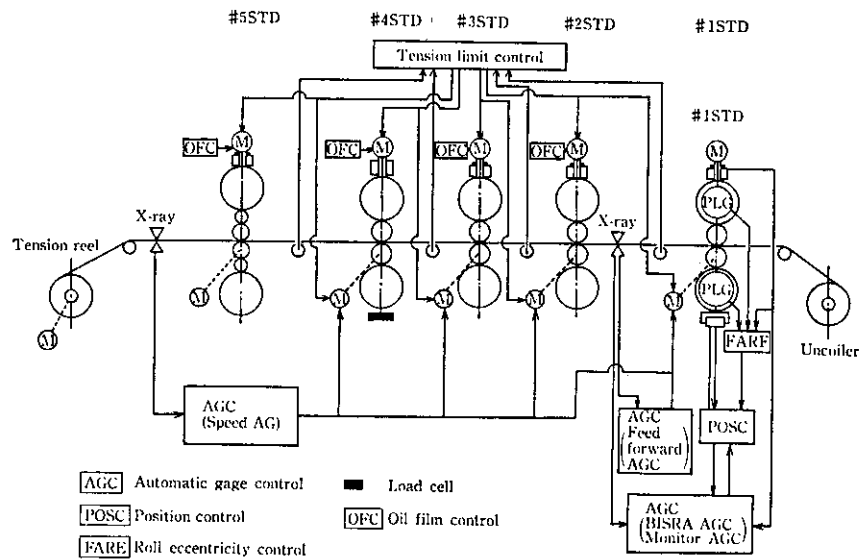 #5STD #4STD #3STD #2STD #1STD
Tension limit control
#1STD
OFC M OFC M OFC M OFC M M
X-ray X-ray
PLG
Tension reel
PLG
M M M M M
M
FARE
Uncoiler
AGC
(Speed AG)
AGC
Feed
forward
AGC
POSC
AGC
(BISRA AGC
Monitor AGC)
AGC Automatic gage control
Load cell
POSC Position control
OFC Oil film control
FARE Roll eccentricity control